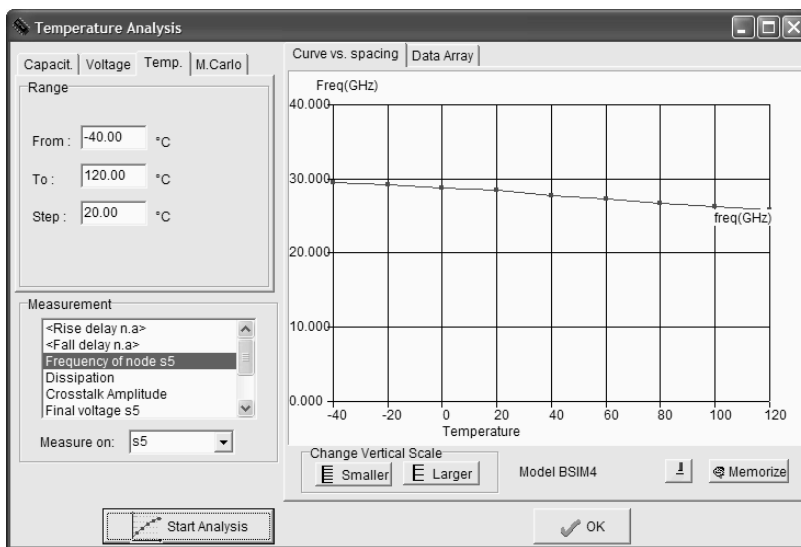 Temperature Analysis
Capacit. Voltage Temp. M.Carlo
Range
From : -40.00 °C
To : 120.00 °C
Step : 20.00 °C
Measurement
<Rise delay n.a>
<Fall delay n.a>
Frequency of node s5
Dissipation
Crosstalk Amplitude
Final voltage s5
Measure on: s5
Start Analysis
Curve vs. spacing Data Array
Freq(GHz)
40.000
30.000
freq(GHz)
20.000
10.000
0.000
-40 -20 0 20 40 60 80 100 120
Temperature
Change Vertical Scale
Smaller Larger
Model BSIM4
Memorize
OK